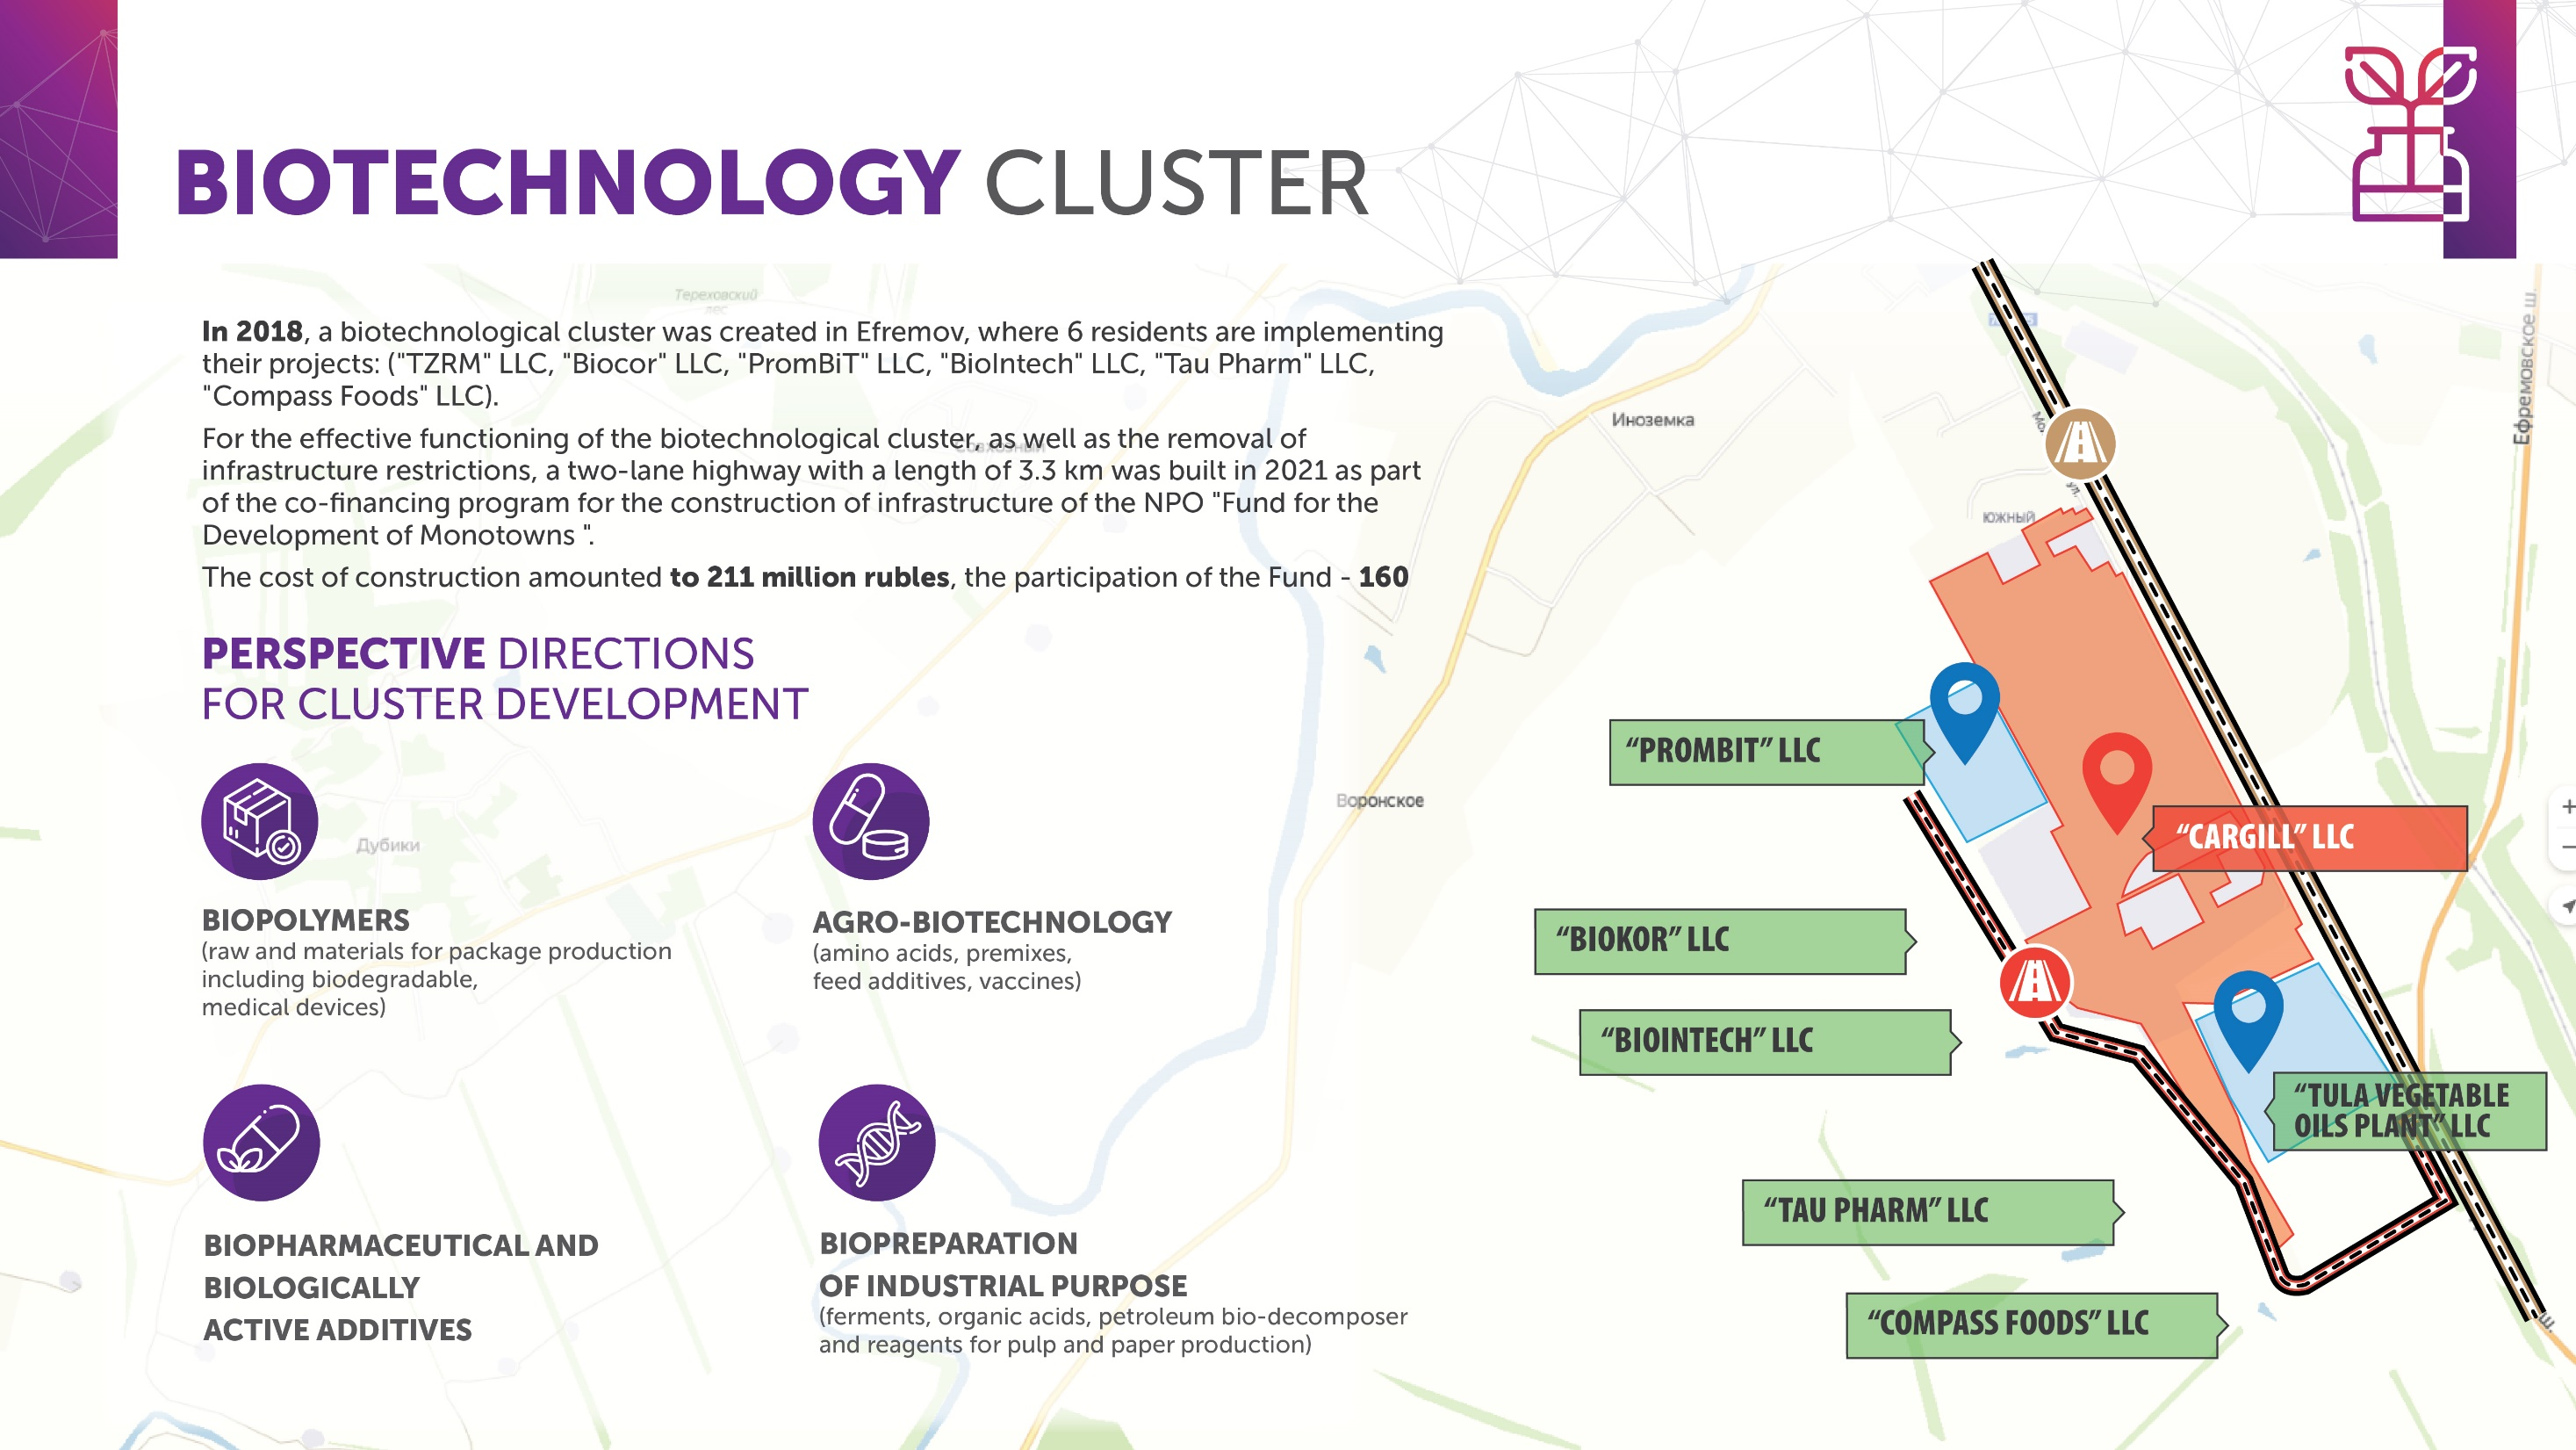 BIOTECHNOLOGY CLUSTER
In 2018, a biotechnological cluster was created in Efremov, where 6 residents are implementing
their projects: ("TZRM" LLC, "Biocor" LLC, "PromBiT" LLC, "BioIntech" LLC, "Tau Pharm" LLC,
"Compass Foods" LLC).
For the effective functioning of the biotechnological cluster, as well as the removal of
infrastructure restrictions, a two-lane highway with a length of 3.3 km was built in 2021 as part
of the co-financing program for the construction of infrastructure of the NPO "Fund for the
Development of Monotowns ".
The cost of construction amounted to 211 million rubles, the participation of the Fund - 160
PERSPECTIVE DIRECTIONS
FOR CLUSTER DEVELOPMENT
BIOPOLYMERS
(raw and materials for package production
including biodegradable,
medical devices)
AGRO-BIOTECHNOLOGY
(amino acids, premixes,
feed additives, vaccines)
BIOPHARMACEUTICAL AND
BIOLOGICALLY
ACTIVE ADDITIVES
BIOPREPARATION
OF INDUSTRIAL PURPOSE
(ferments, organic acids, petroleum bio-decomposer
and reagents for pulp and paper production)
Тереховский
лес
Дубики
Иноземка
Воронское
южный
ул.
Ефремовское ш.
ш.
“PROMBIT” LLC
“CARGILL” LLC
“BIOKOR” LLC
“BIOINTECH” LLC
“TULA VEGETABLE
OILS PLANT” LLC
“TAU PHARM” LLC
“COMPASS FOODS” LLC